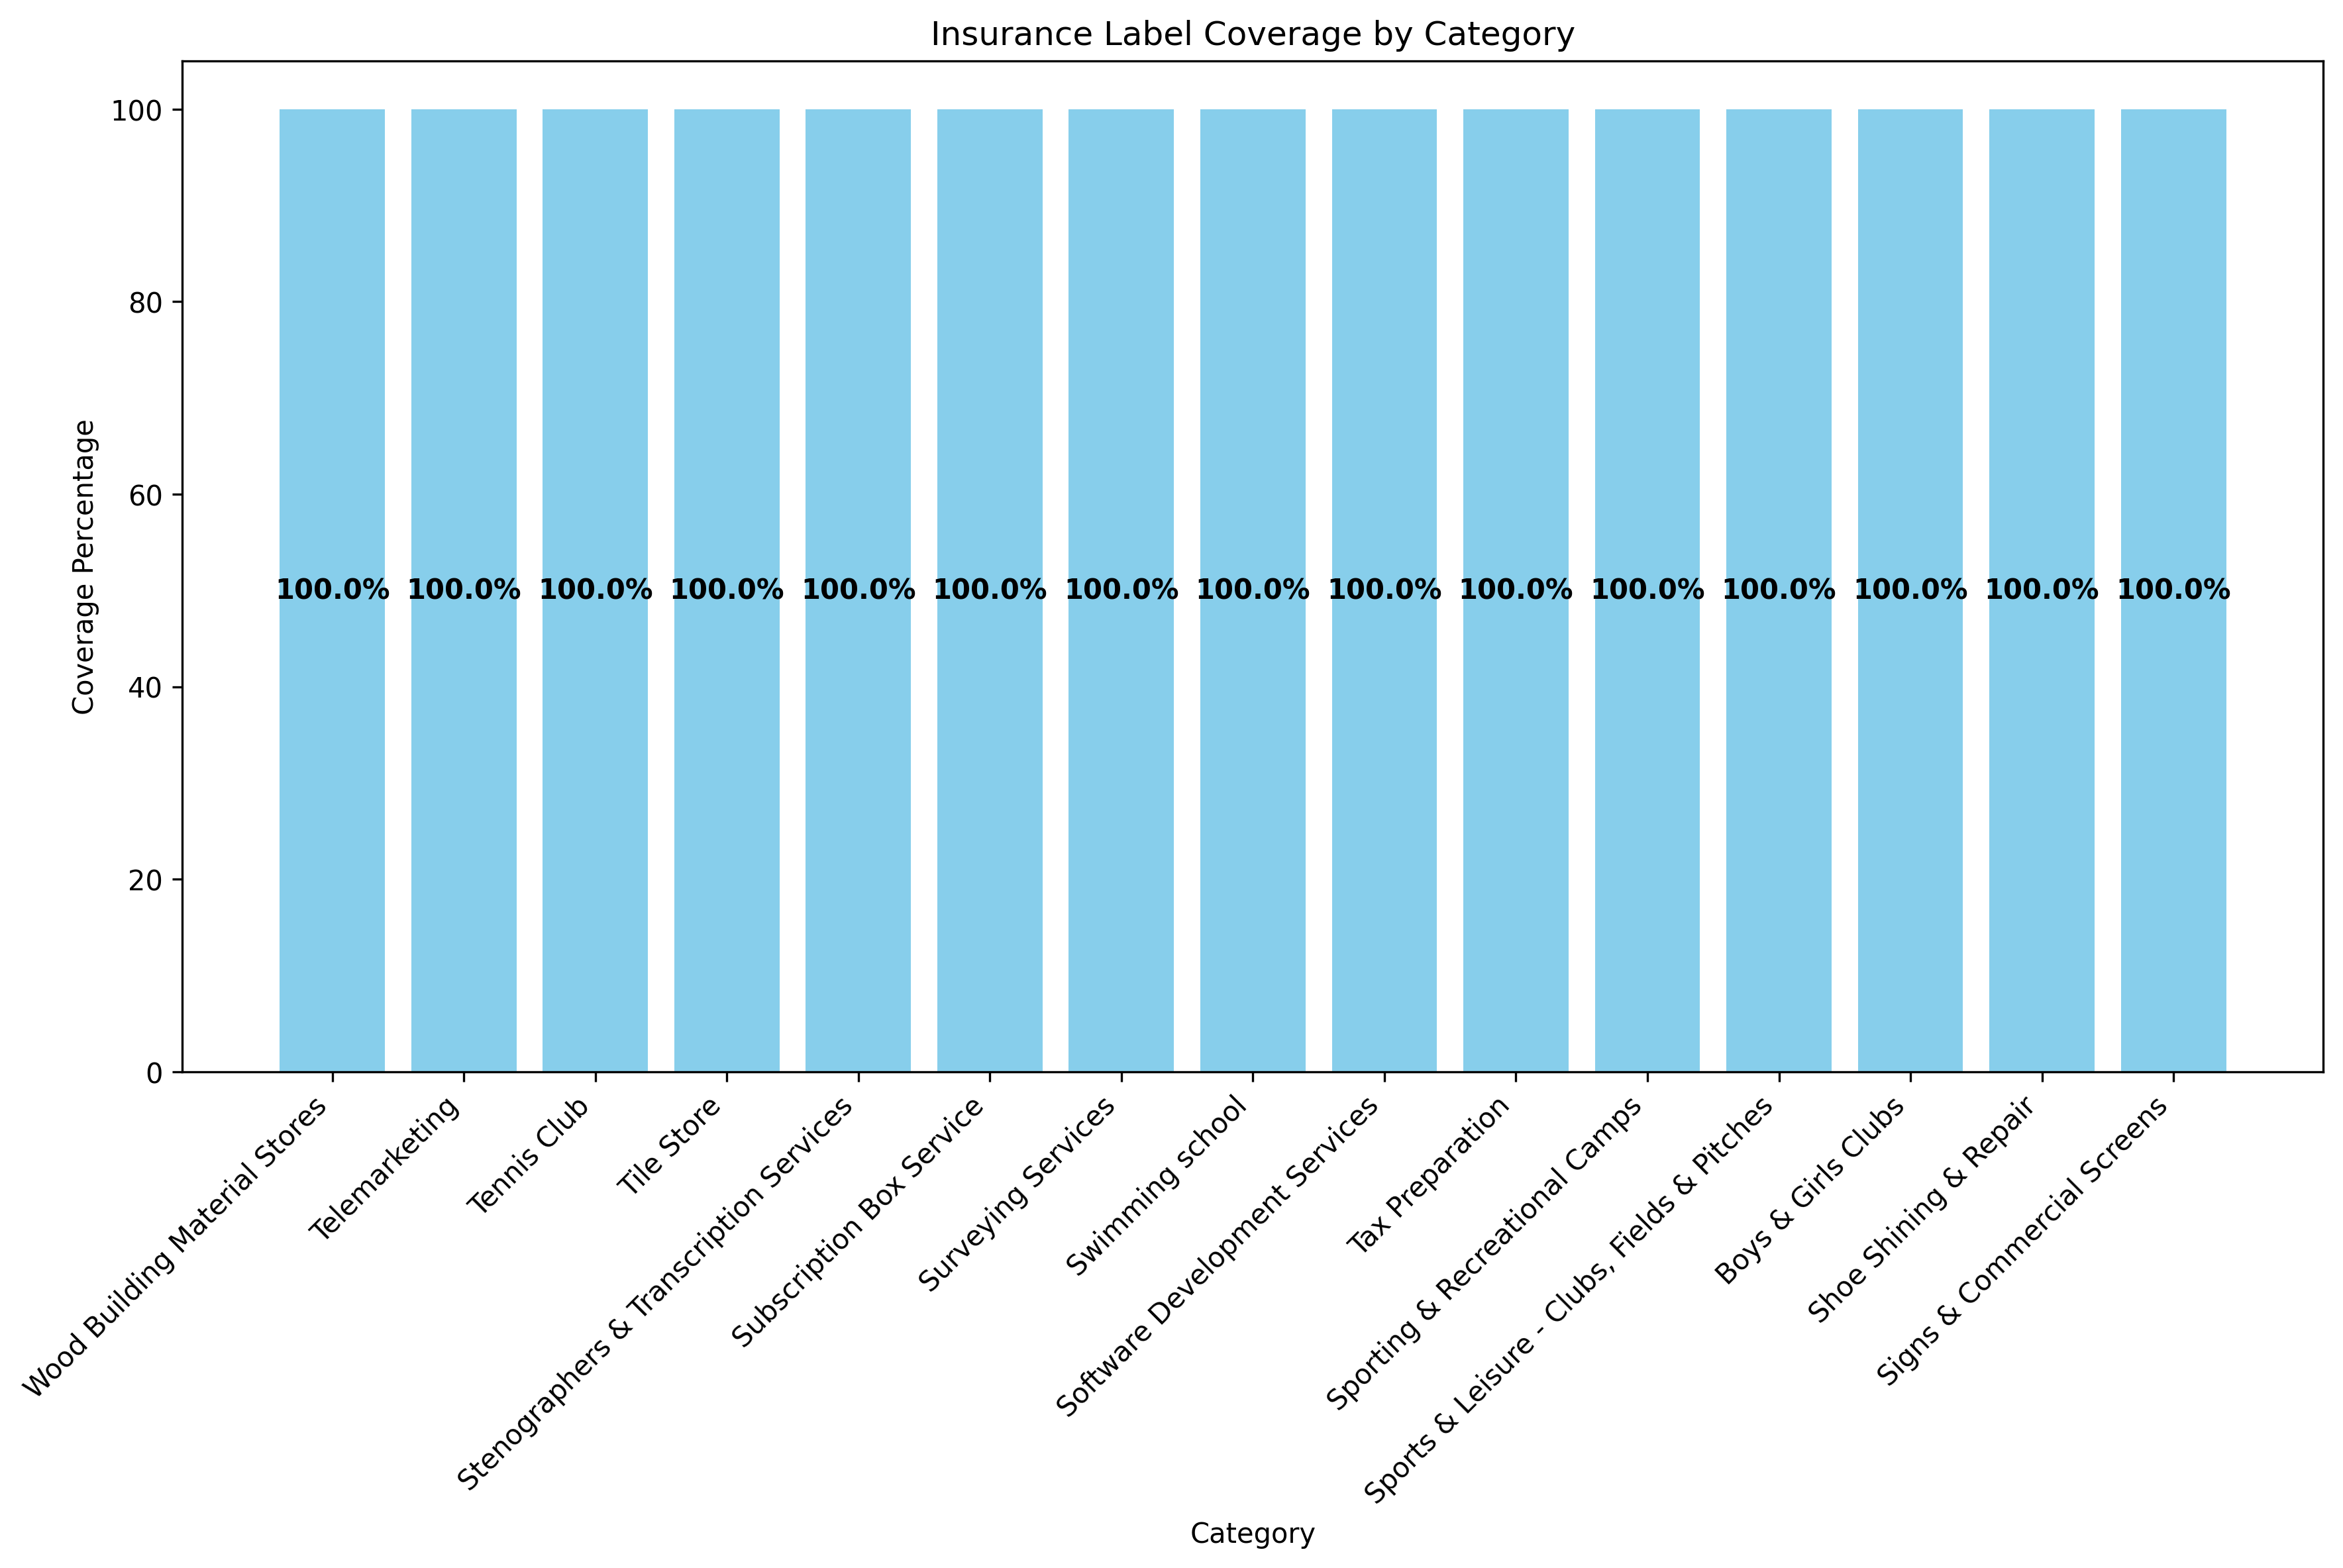 Insurance Label Coverage by Category
Coverage Percentage
100
80
60
40
20
0
100.0% 100.0% 100.0% 100.0% 100.0% 100.0% 100.0% 100.0% 100.0% 100.0% 100.0% 100.0% 100.0% 100.0% 100.0%
Wood Building Material Stores
Telemarketing
Tennis Club
Tile Store
Stenographers & Transcription Services
Subscription Box Service
Surveying Services
Swimming school
Software Development Services
Tax Preparation
Sporting & Recreational Camps
Sports & Leisure - Clubs, Fields & Pitches
Boys & Girls Clubs
Shoe Shining & Repair
Signs & Commercial Screens
Category